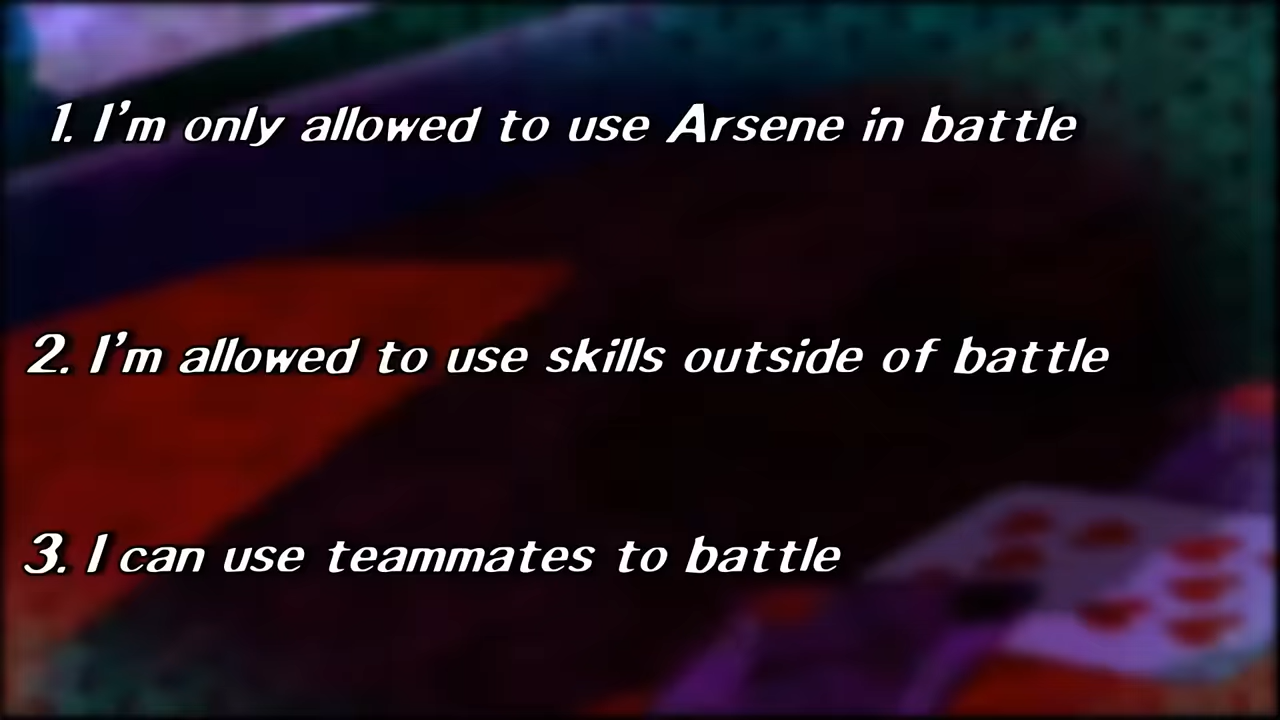 1. I'm only allowed to use Arsene in battle
2. I'm allowed to use skills outside of battle
3. I can use teammates to battle